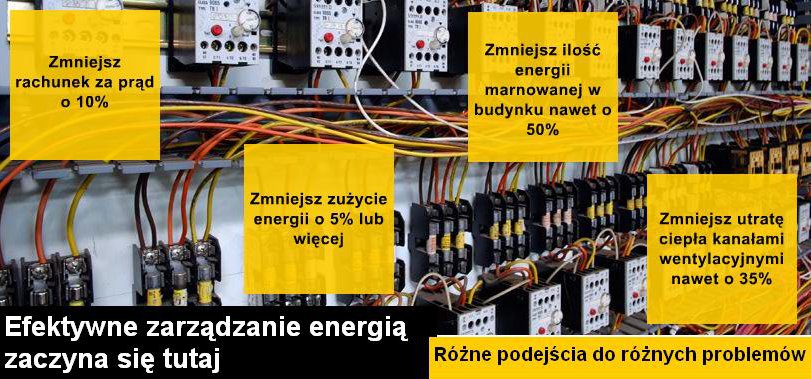 Zmniejsz
rachunek za prąd
o 10%
Zmniejsz ilość
energii
marnowanej w
budynku nawet o
50%
Zmniejsz zużycie
energii o 5% lub
więcej
Zmniejsz utratę
ciepła kanałami
wentylacyjnymi
nawet o 35%
Efektywne zarządzanie energią
zaczyna się tutaj
Różne podejścia do różnych problemów